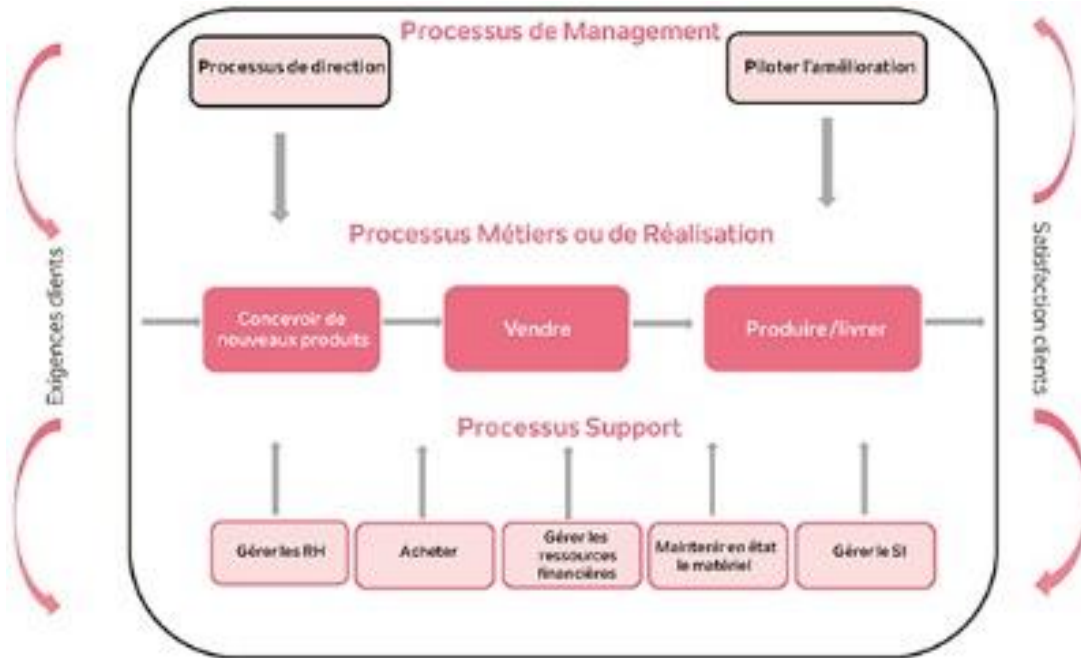 Processus de Management
Processus de direction
Piloter l'amélioration
Processus Métiers ou de Réalisation
Exigences clients
Satisfaction clients
Concevoir de
nouveaux produits
Vendre
Produire/livrer
Processus Support
Gérer les RH
Acheter
Gérer les
ressources
financières
Maintenir en état
le matériel
Gérer le SI